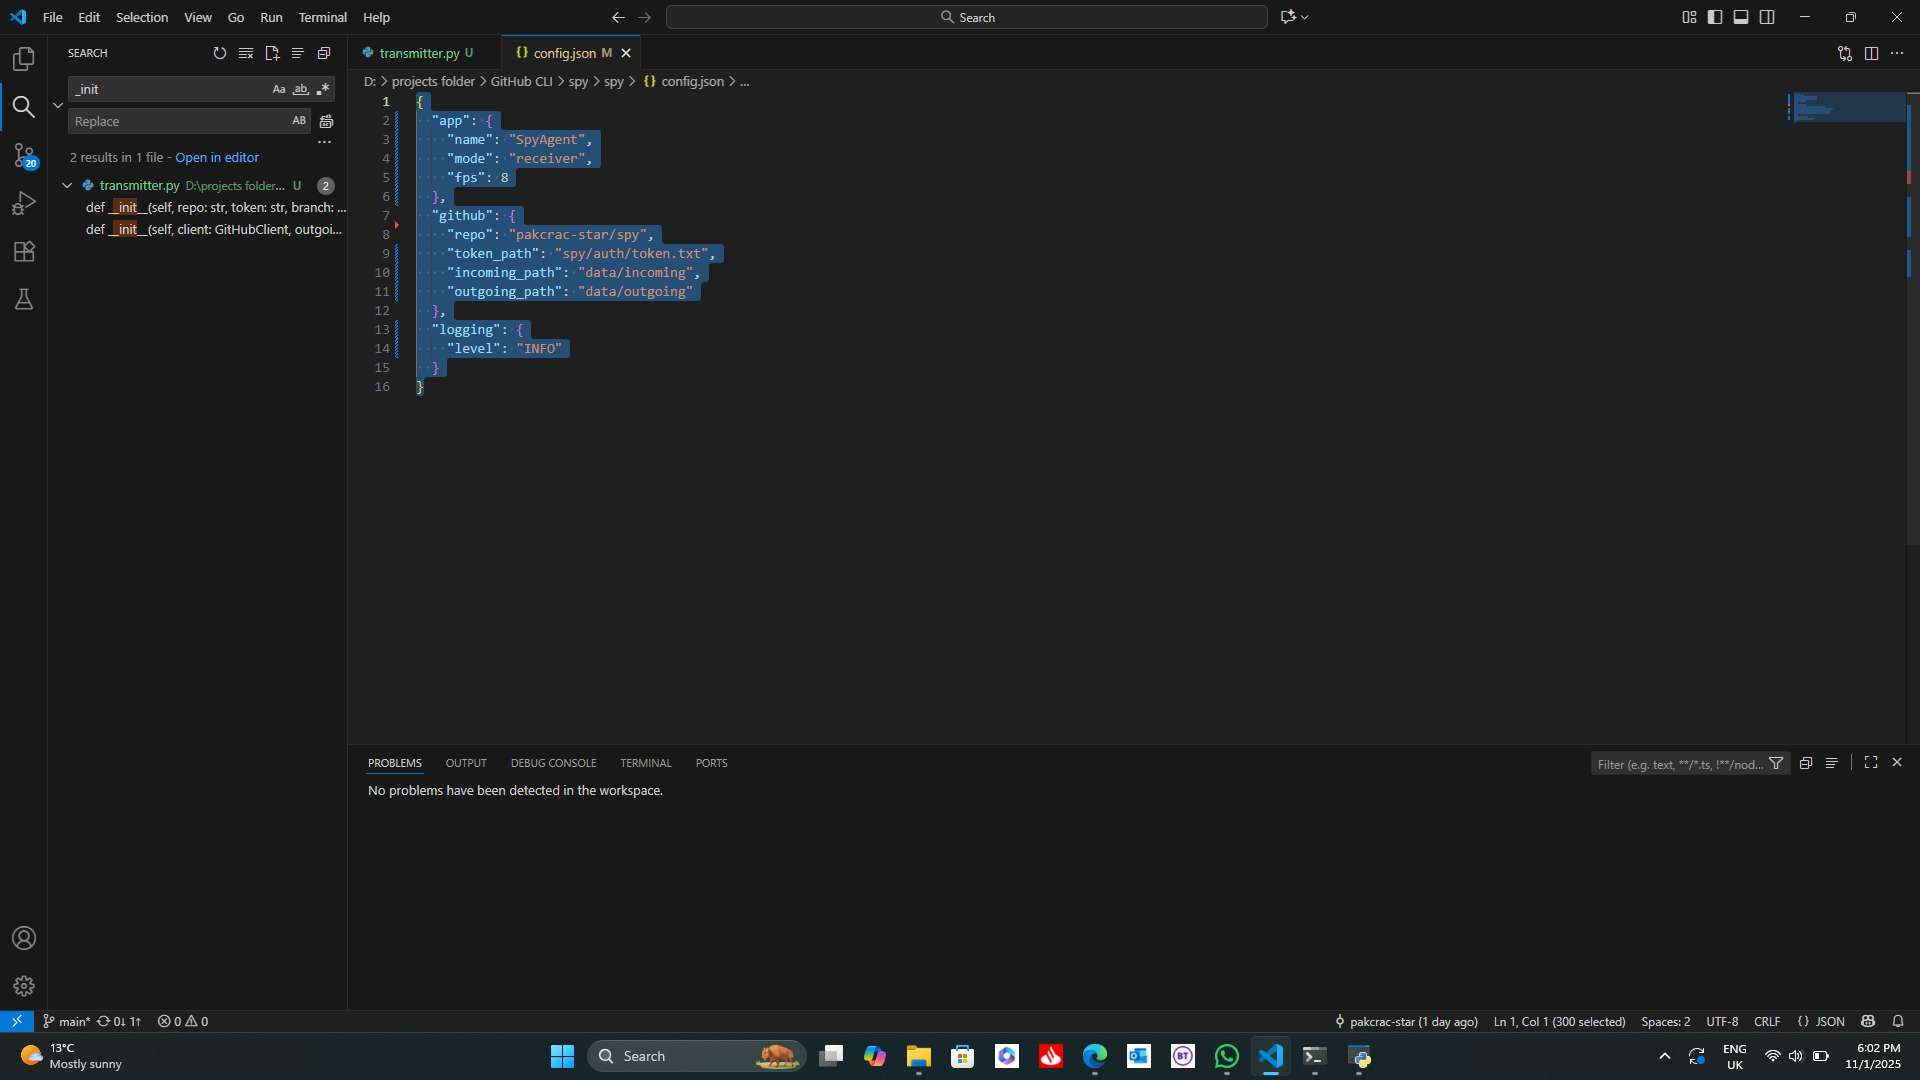 File Edit Selection View Go Run Terminal Help
Search
SEARCH
_init
Aa ab .*
Replace
AB
2 results in 1 file - Open in editor
transmitter.py D:\projects folder... U 2
def __init__(self, repo: str, token: str, branch: ...
def __init__(self, client: GitHubClient, outgoi...
20
transmitter.py U
{} config.json M
D: > projects folder > GitHub CLI > spy > spy > {} config.json > ...
1 {
2 "app": {
3 "name": "SpyAgent",
4 "mode": "receiver",
5 "fps": 8
6 },
7 "github": {
8 "repo": "pakcrac-star/spy",
9 "token_path": "spy/auth/token.txt",
10 "incoming_path": "data/incoming",
11 "outgoing_path": "data/outgoing"
12 },
13 "logging": {
14 "level": "INFO"
15 }
16 }
PROBLEMS OUTPUT DEBUG CONSOLE TERMINAL PORTS
Filter (e.g. text, **/*.ts, !**/nod...
No problems have been detected in the workspace.
main* 0↓ 1↑ 0 0
pakcrac-star (1 day ago) Ln 1, Col 1 (300 selected) Spaces: 2 UTF-8 CRLF {} JSON
13°C
Mostly sunny
Search
BT
ENG
UK
6:02 PM
11/1/2025